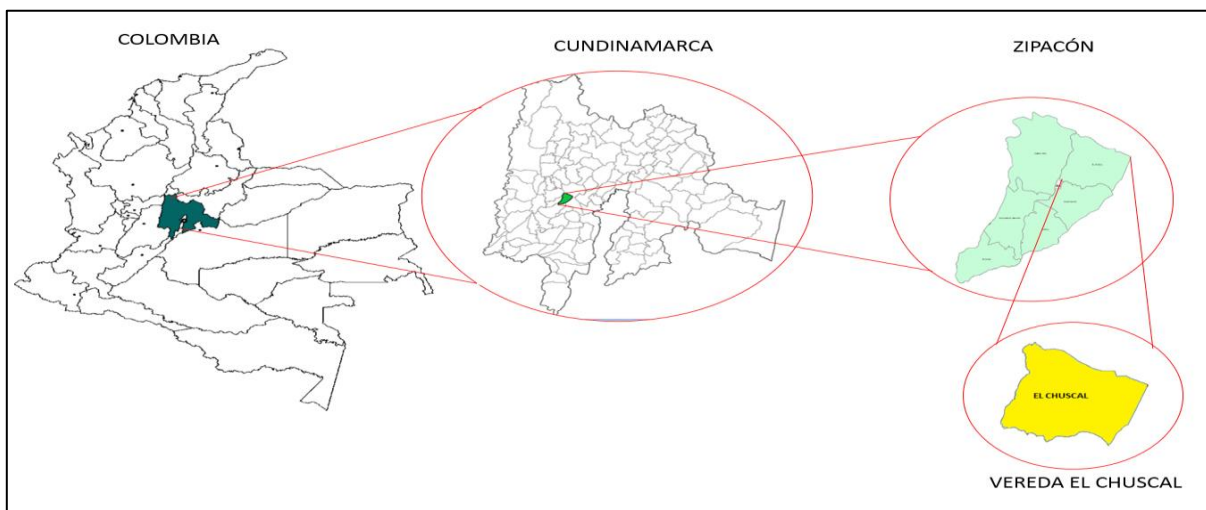 COLOMBIA
CUNDINAMARCA
ZIPACÓN
EL CHUSCAL
VEREDA EL CHUSCAL